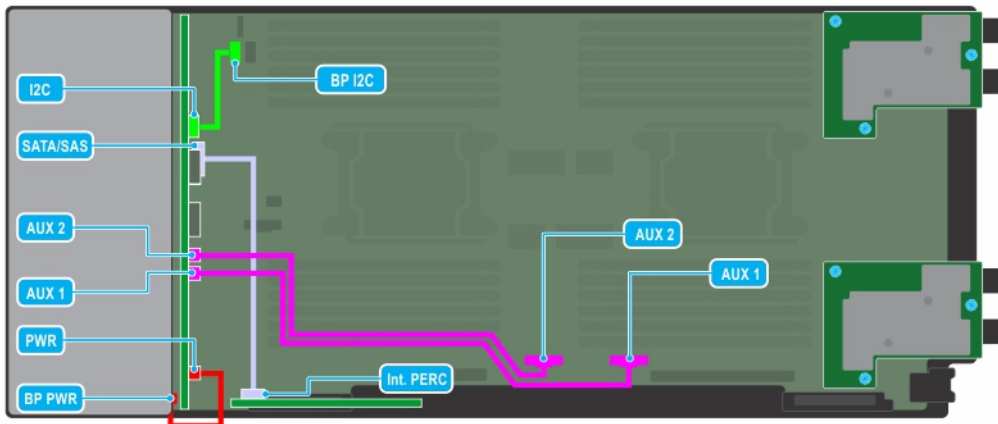 I2C
BP I2C
SATA/SAS
AUX 2
AUX 2
AUX 1
AUX 1
PWR
Int. PERC
BP PWR